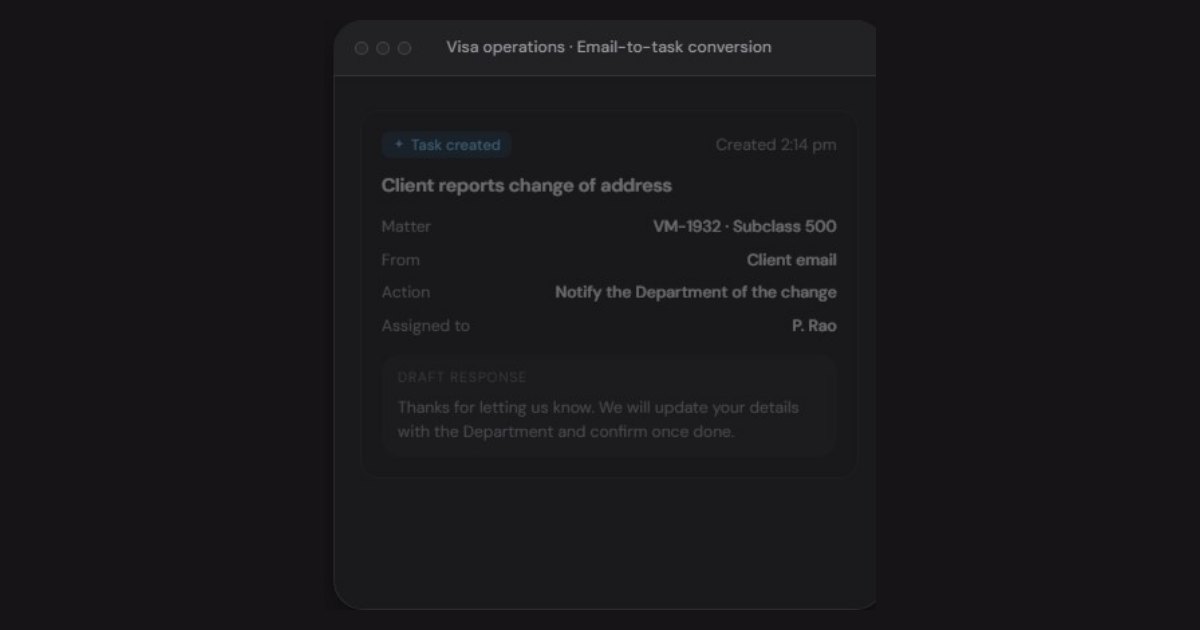 Visa operations · Email-to-task conversion
+ Task created
Created 2:14 pm
Client reports change of address
Matter
VM-1932 · Subclass 500
From
Client email
Action
Notify the Department of the change
Assigned to
P. Rao
DRAFT RESPONSE
Thanks for letting us know. We will update your details
with the Department and confirm once done.